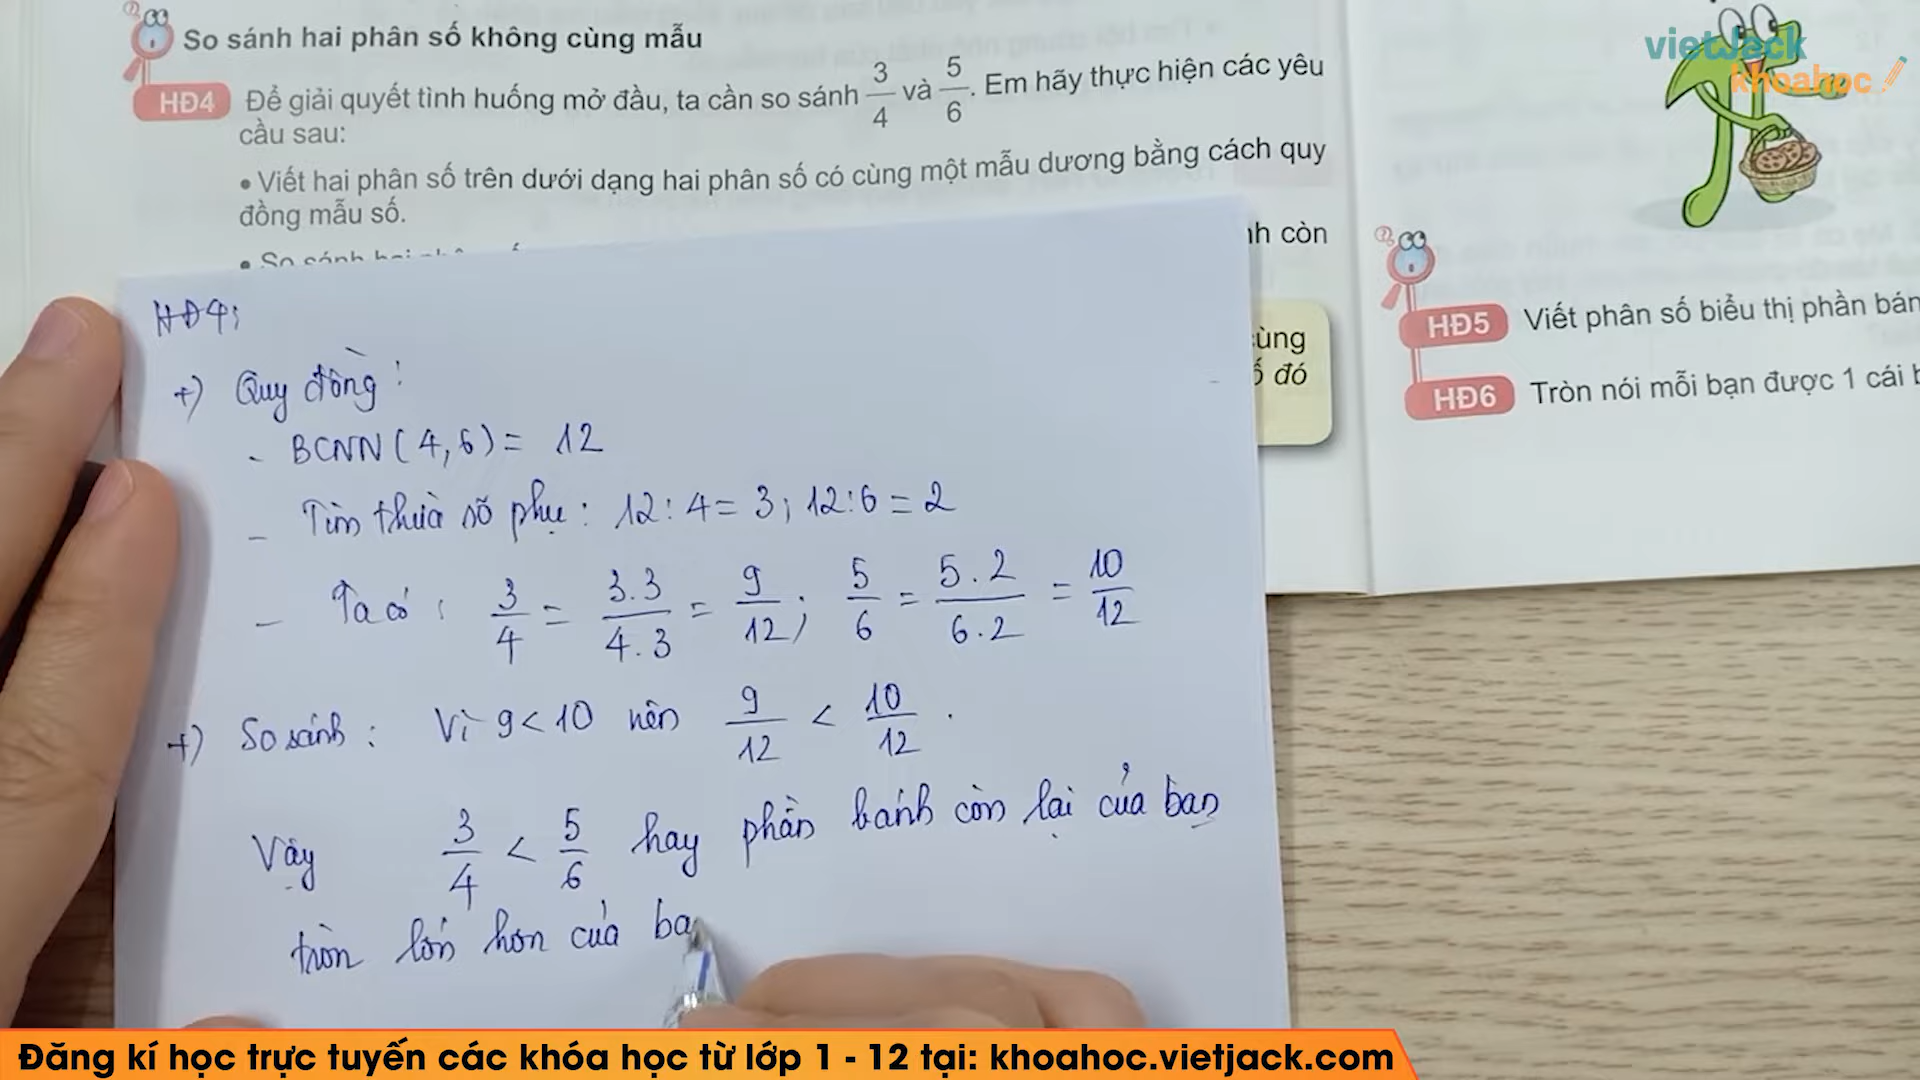 So sánh hai phân số không cùng mẫu
HĐ4 Để giải quyết tình huống mở đầu, ta cần so sánh 3/4 và 5/6. Em hãy thực hiện các yêu
cầu sau:
• Viết hai phân số trên dưới dạng hai phân số có cùng một mẫu dương bằng cách quy
đồng mẫu số.
• So sánh hai
nh còn
cùng
đó
HĐ4:
+) Quy đồng:
- BCNN(4,6) = 12
- Tìm thừa số phụ: 12:4 = 3; 12:6 = 2
- Ta có: 3/4 = 3.3/4.3 = 9/12; 5/6 = 5.2/6.2 = 10/12
+) So sánh: Vì 9 < 10 nên 9/12 < 10/12.
Vậy 3/4 < 5/6 hay phần bánh còn lại của bạn
tròn lớn hơn của bạ
vietJack
khoahoc
HĐ5 Viết phân số biểu thị phần bán
HĐ6 Tròn nói mỗi bạn được 1 cái b
Đăng kí học trực tuyến các khóa học từ lớp 1 - 12 tại: khoahoc.vietjack.com